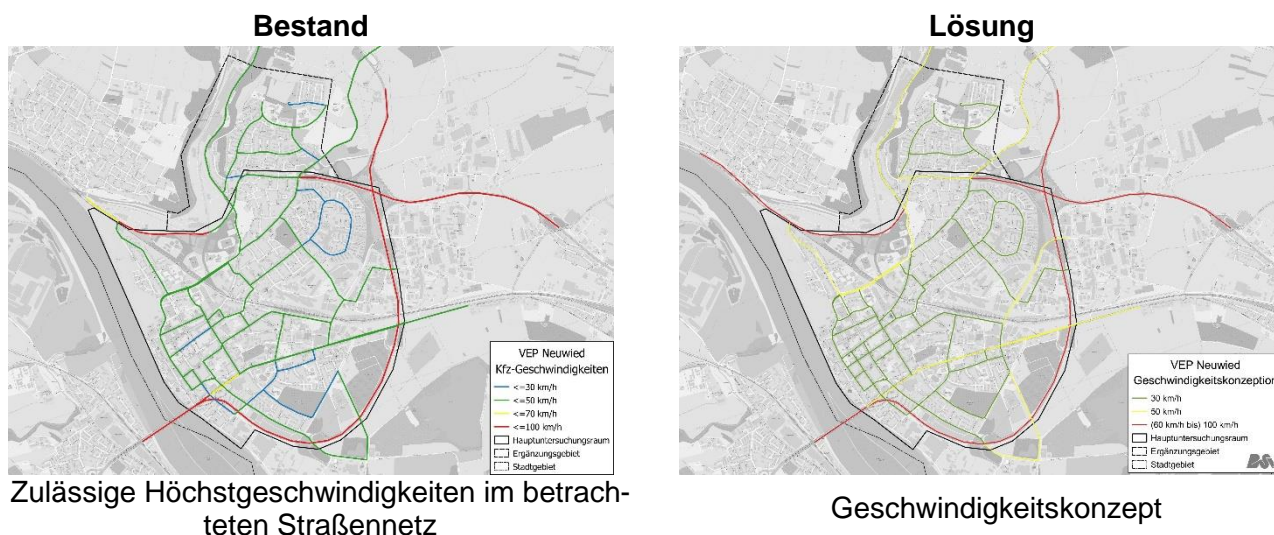 Bestand
Lösung
VEP Neuwied
Kfz-Geschwindigkeiten
<=30 km/h
<=50 km/h
<=70 km/h
<=100 km/h
Hauptuntersuchungsraum
Ergänzungsgebiet
Stadtgebiet
VEP Neuwied
Geschwindigkeitskonzeption
30 km/h
50 km/h
(60 km/h bis) 100 km/h
Hauptuntersuchungsraum
Ergänzungsgebiet
Stadtgebiet
Zulässige Höchstgeschwindigkeiten im betrach-
teten Straßennetz
Geschwindigkeitskonzept